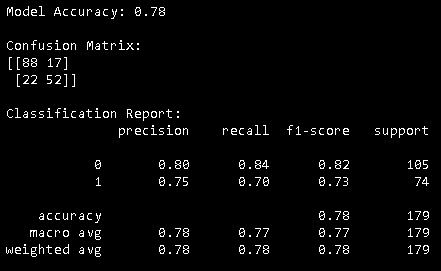 Model Accuracy: 0.78
Confusion Matrix:
[[88 17]
 [22 52]]
Classification Report:
              precision    recall  f1-score   support
           0       0.80      0.84      0.82       105
           1       0.75      0.70      0.73        74
    accuracy                           0.78       179
   macro avg       0.78      0.77      0.77       179
weighted avg       0.78      0.78      0.78       179